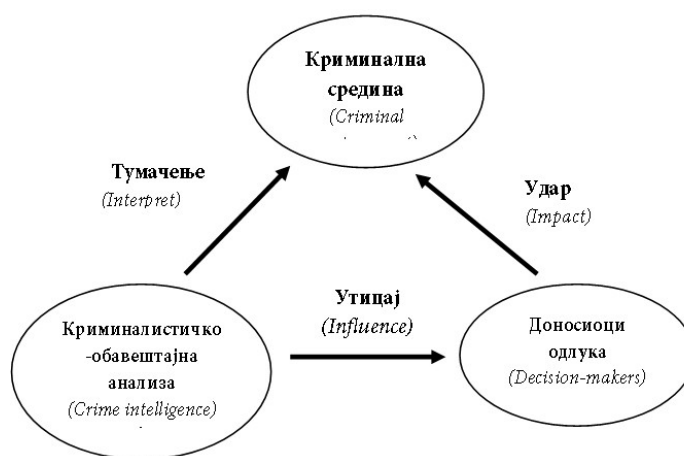 Криминална
средина
(Criminal
Тумачење
(Interpret)
Удар
(Impact)
Утицај
(Influence)
Криминалистичко
-обавештајна
анализа
(Crime intelligence)
Доносиоци
одлука
(Decision-makers)